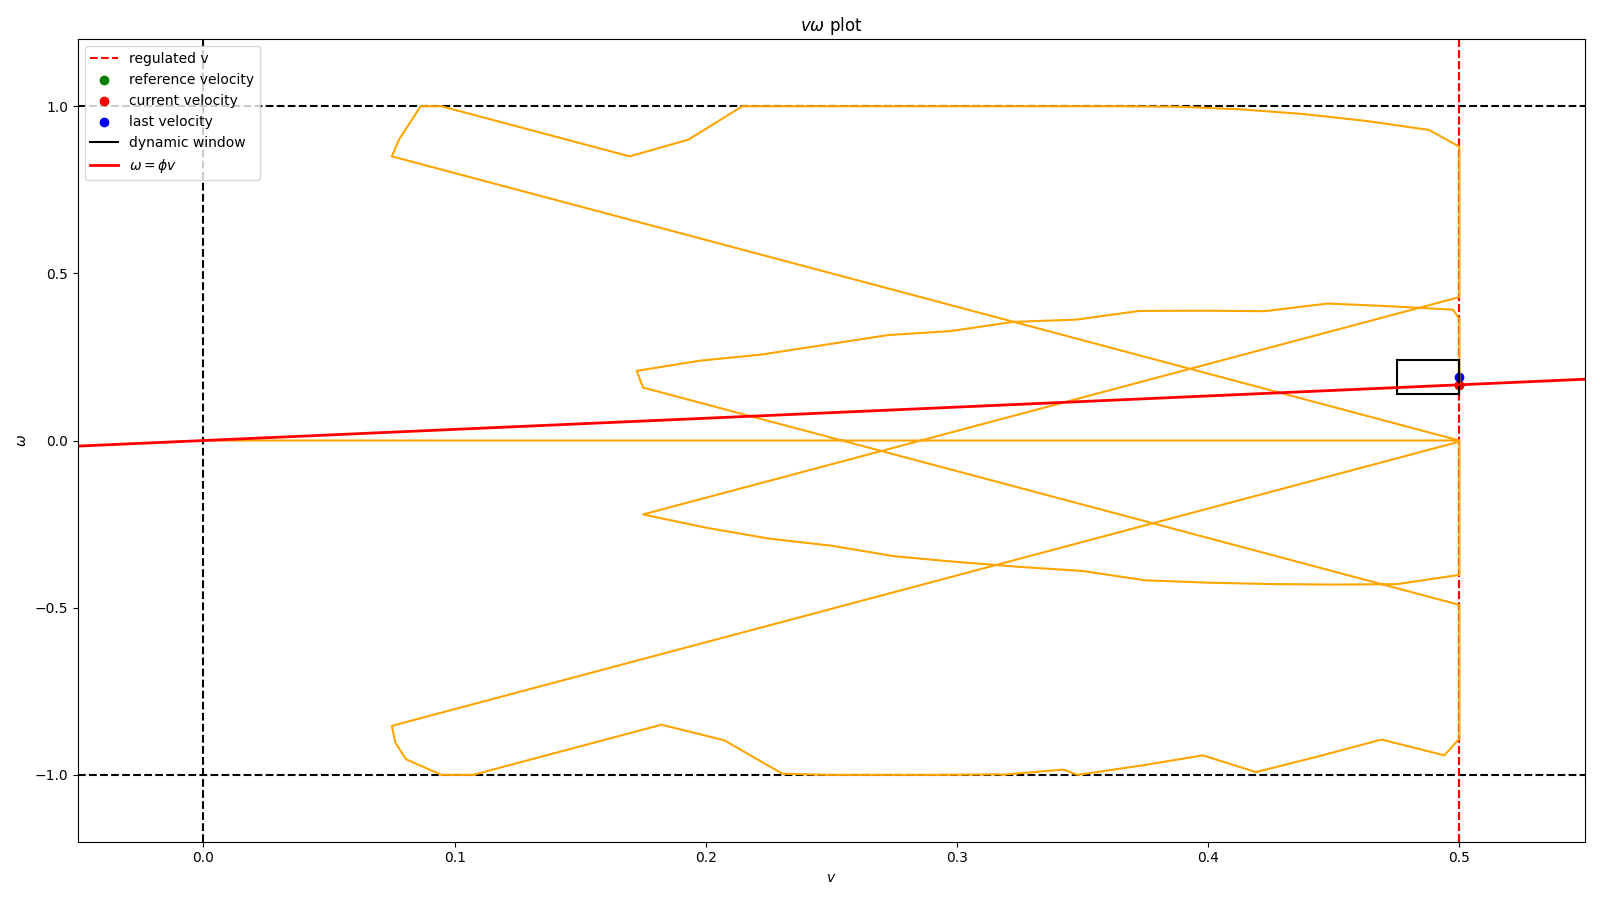 vω plot
regulated v
reference velocity
current velocity
last velocity
dynamic window
ω = ϕv
1.0
0.5
0.0
−0.5
−1.0
ω
0.0 0.1 0.2 0.3 0.4 0.5
v